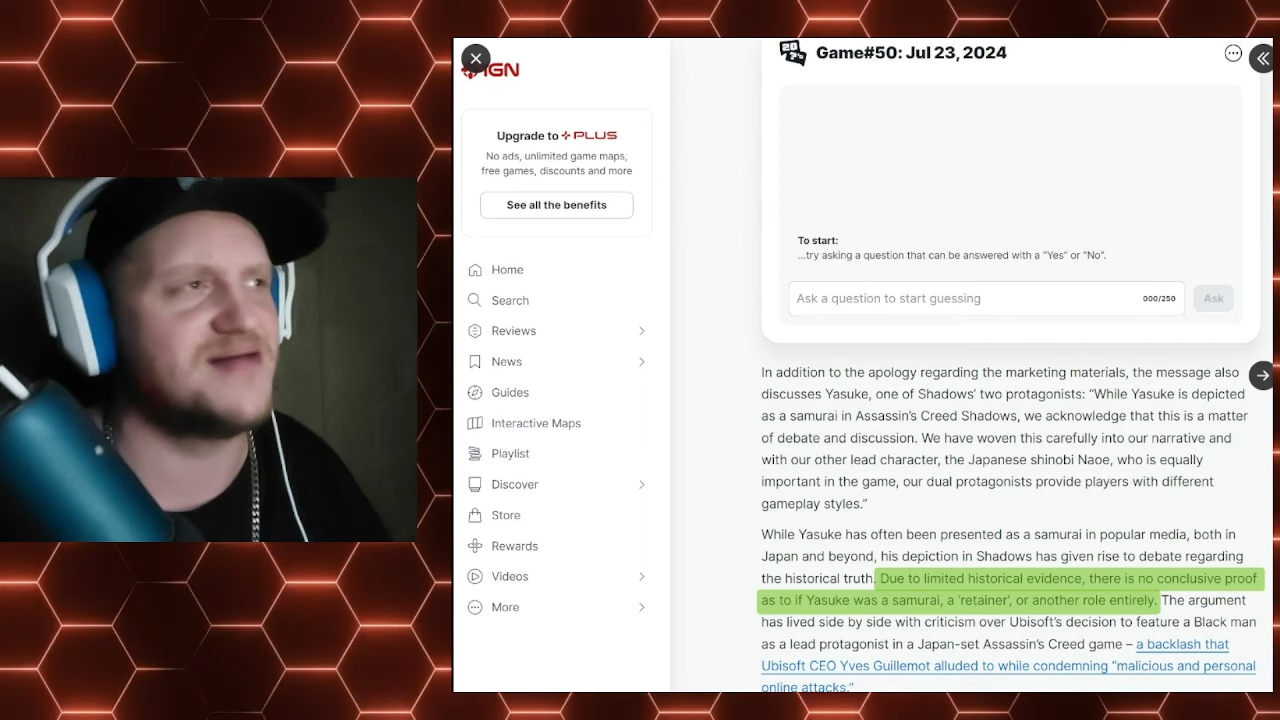 IGN
Upgrade to PLUS
No ads, unlimited game maps,
free games, discounts and more
See all the benefits
Home
Search
Reviews
News
Guides
Interactive Maps
Playlist
Discover
Store
Rewards
Videos
More
Game#50: Jul 23, 2024
To start:
...try asking a question that can be answered with a "Yes" or "No".
Ask a question to start guessing
000/250
Ask
In addition to the apology regarding the marketing materials, the message also
discusses Yasuke, one of Shadows’ two protagonists: “While Yasuke is depicted
as a samurai in Assassin’s Creed Shadows, we acknowledge that this is a matter
of debate and discussion. We have woven this carefully into our narrative and
with our other lead character, the Japanese shinobi Naoe, who is equally
important in the game, our dual protagonists provide players with different
gameplay styles.”
While Yasuke has often been presented as a samurai in popular media, both in
Japan and beyond, his depiction in Shadows has given rise to debate regarding
the historical truth. Due to limited historical evidence, there is no conclusive proof
as to if Yasuke was a samurai, a ‘retainer’, or another role entirely. The argument
has lived side by side with criticism over Ubisoft’s decision to feature a Black man
as a lead protagonist in a Japan-set Assassin’s Creed game – a backlash that
Ubisoft CEO Yves Guillemot alluded to while condemning “malicious and personal
online attacks.”